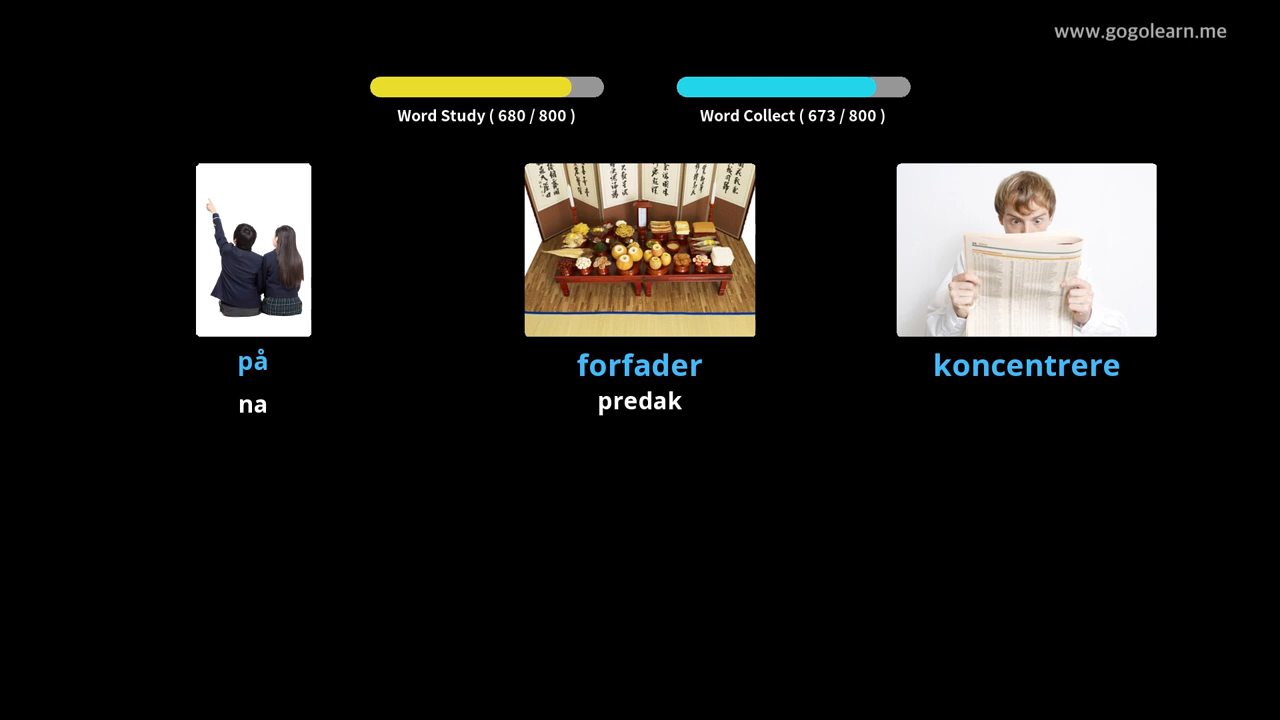 www.gogolearn.me
Word Study ( 680 / 800 )
Word Collect ( 673 / 800 )
på
na
forfader
predak
koncentrere